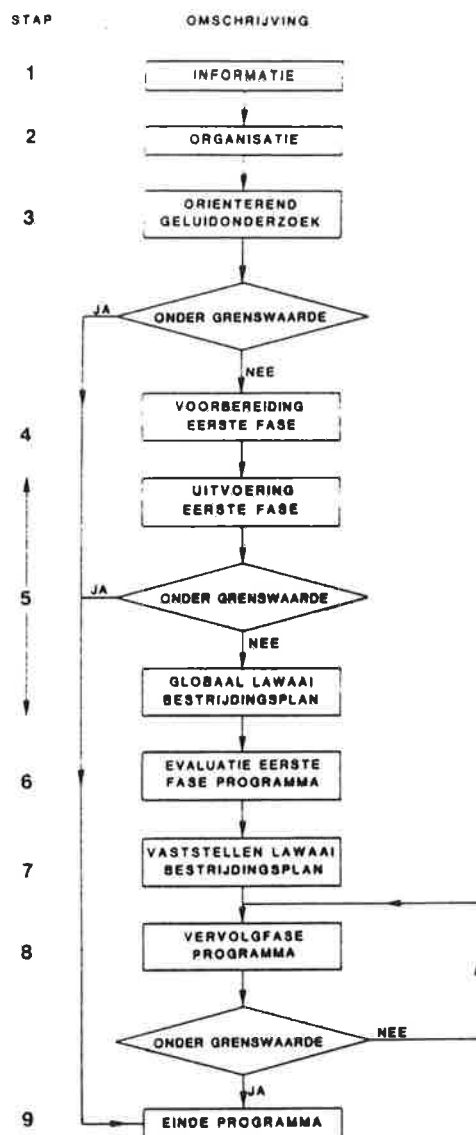 STAP OMSCHRIJVING
1 INFORMATIE
2 ORGANISATIE
3 ORIENTEREND
GELUIDONDERZOEK
JA ONDER GRENSWAARDE
NEE
VOORBEREIDING
4 EERSTE FASE
UITVOERING
EERSTE FASE
JA
5 ONDER GRENSWAARDE
NEE
GLOBAAL LAWAAI
BESTRIJDINGSPLAN
EVALUATIE EERSTE
6 FASE PROGRAMMA
VASTSTELLEN LAWAAI
7 BESTRIJDINGSPLAN
VERVOLGFASE
8 PROGRAMMA
ONDER GRENSWAARDE NEE
JA
9 EINDE PROGRAMMA